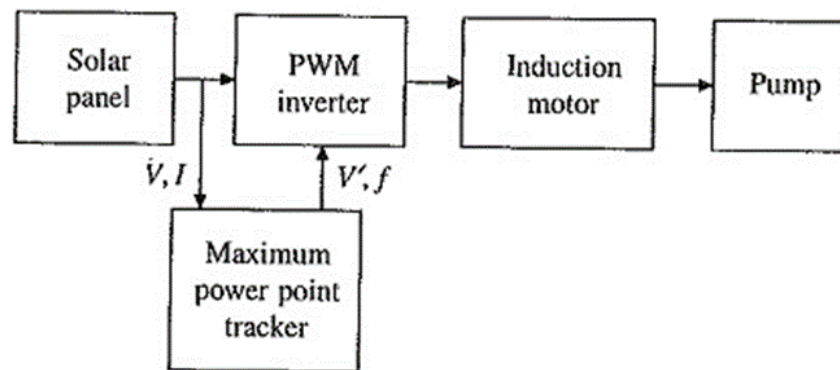 Solar
panel
PWM
inverter
Induction
motor
Pump
V, I
V′, f
Maximum
power point
tracker